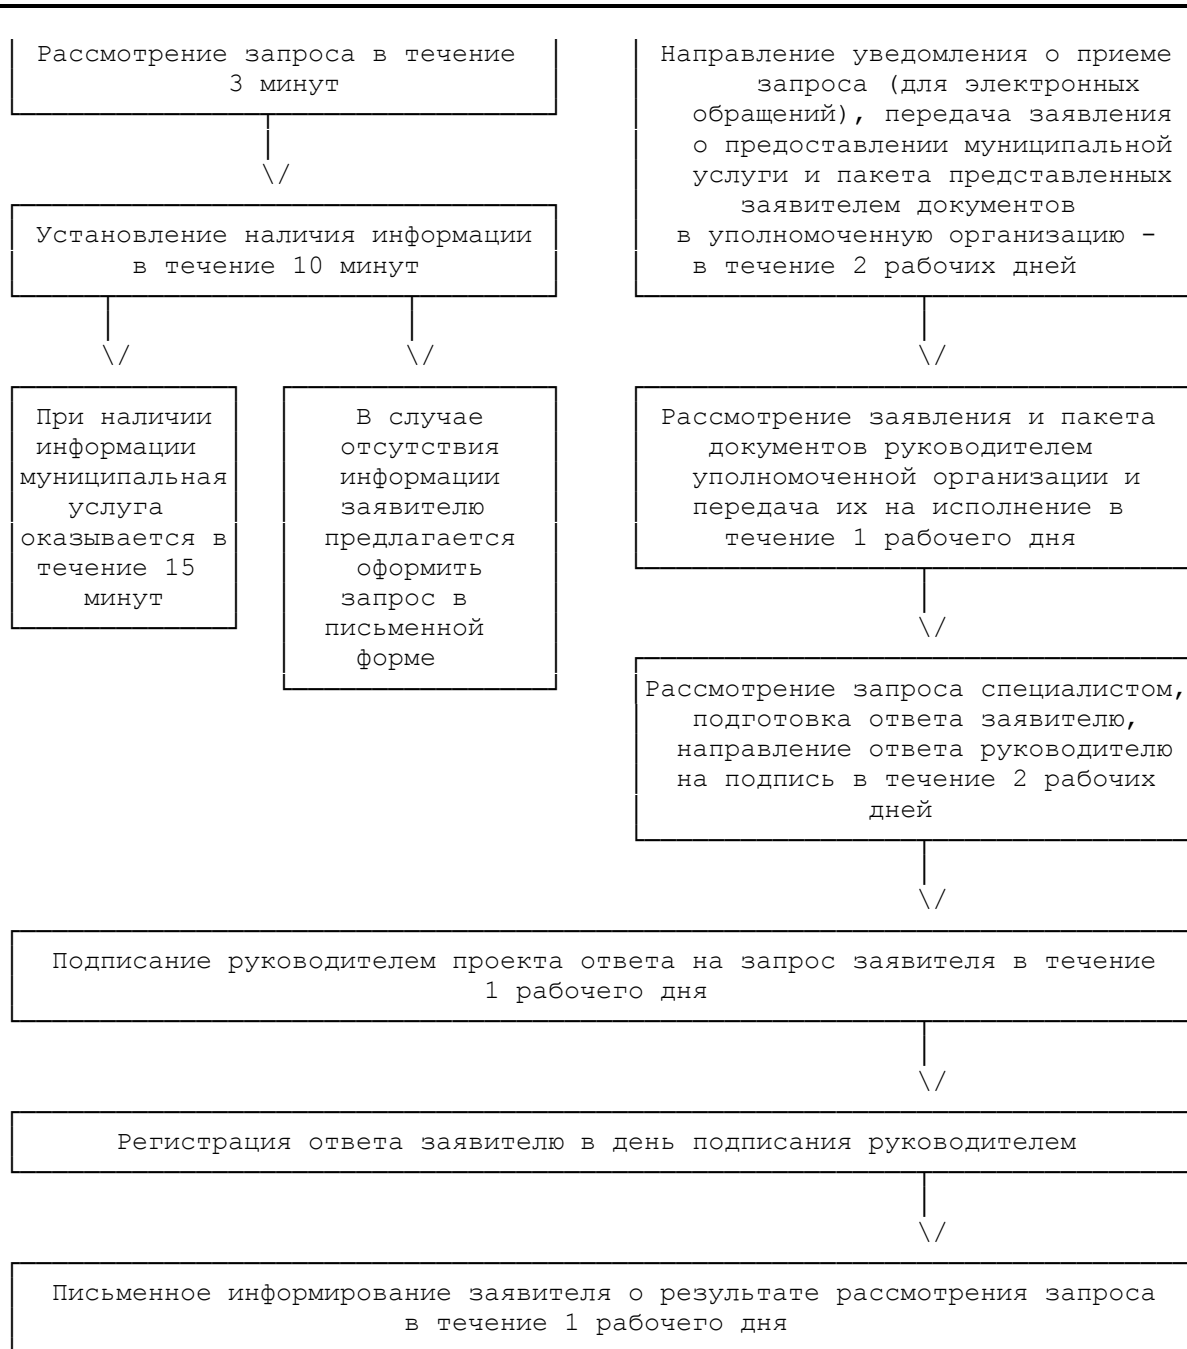 Рассмотрение запроса в течение
3 минут
Направление уведомления о приеме
запроса (для электронных
обращений), передача заявления
о предоставлении муниципальной
услуги и пакета представленных
заявителем документов
в уполномоченную организацию -
в течение 2 рабочих дней
\/
Установление наличия информации
в течение 10 минут
\/
\/
\/
При наличии
информации
муниципальная
услуга
оказывается в
течение 15
минут
В случае
отсутствия
информации
заявителю
предлагается
оформить
запрос в
письменной
форме
Рассмотрение заявления и пакета
документов руководителем
уполномоченной организации и
передача их на исполнение в
течение 1 рабочего дня
\/
Рассмотрение запроса специалистом,
подготовка ответа заявителю,
направление ответа руководителю
на подпись в течение 2 рабочих
дней
\/
Подписание руководителем проекта ответа на запрос заявителя в течение
1 рабочего дня
\/
Регистрация ответа заявителю в день подписания руководителем
\/
Письменное информирование заявителя о результате рассмотрения запроса
в течение 1 рабочего дня